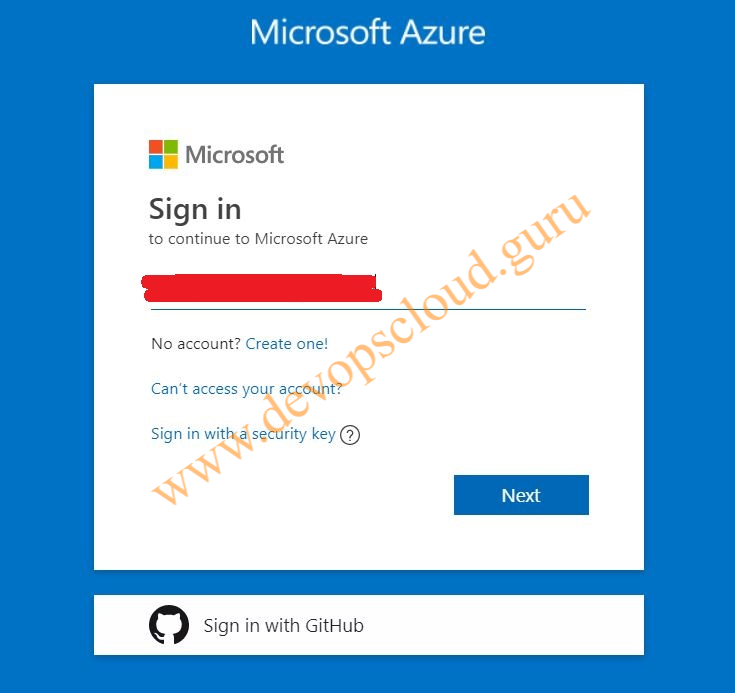 Microsoft Azure
Microsoft
Sign in
to continue to Microsoft Azure
No account? Create one!
Can't access your account?
Sign in with a security key ?
Next
Sign in with GitHub
www.devopscloud.guru